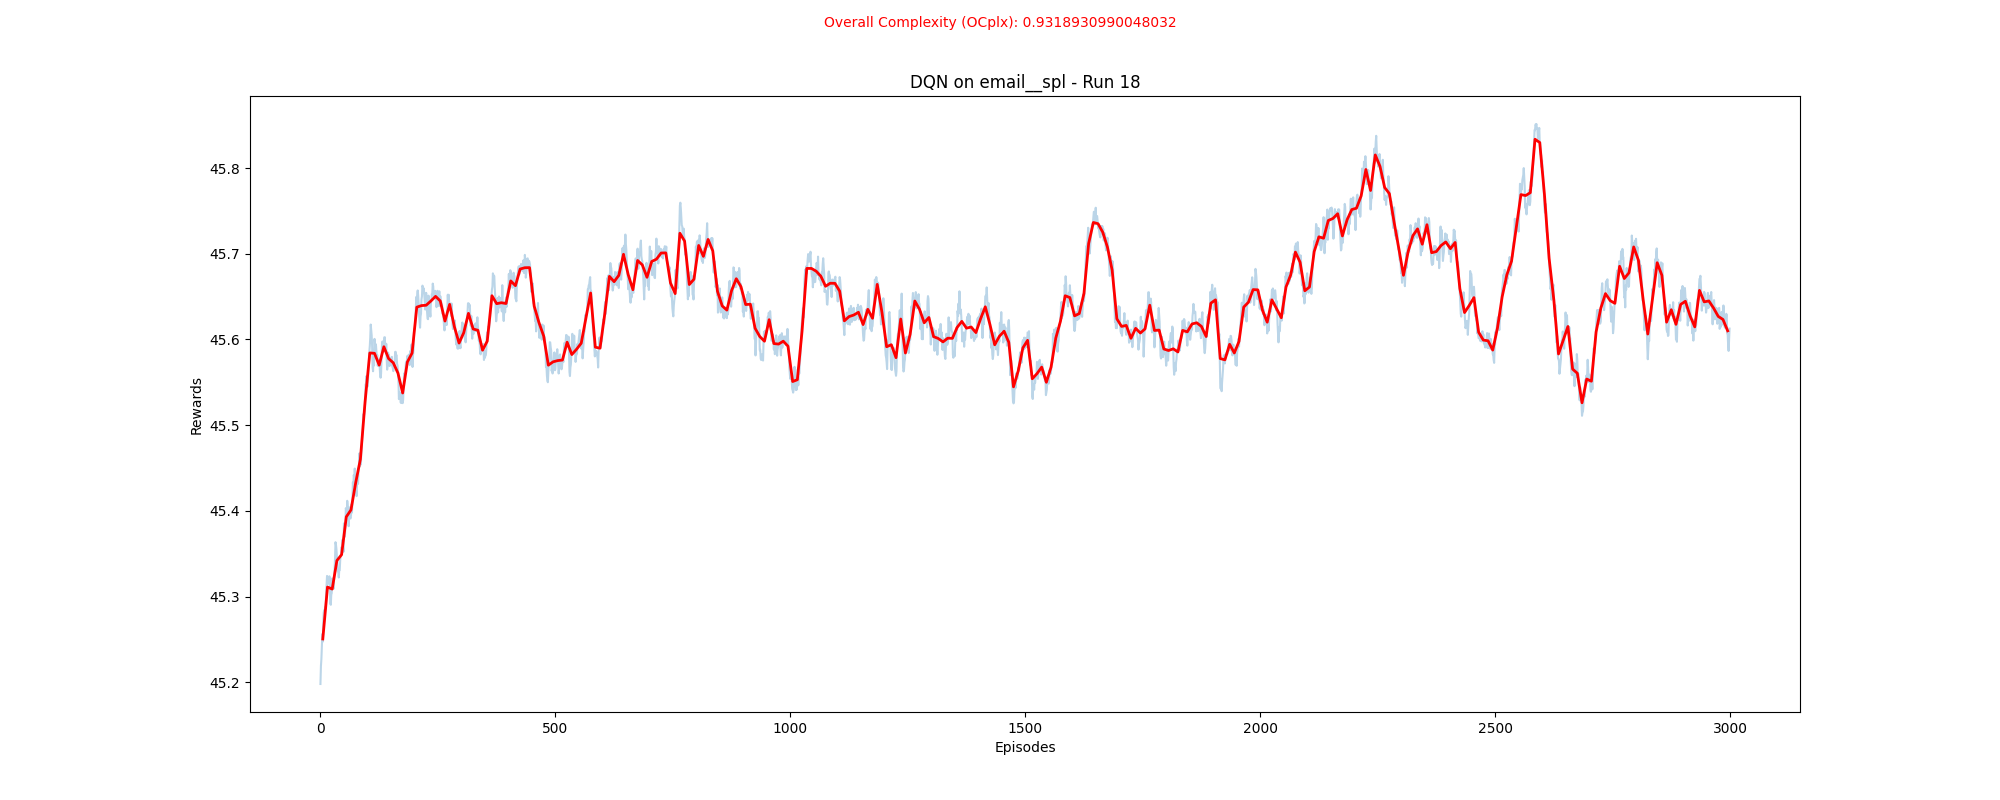 Overall Complexity (OCplx): 0.9318930990048032
DQN on email__spl - Run 18
45.8
45.7
45.6
45.5
45.4
45.3
45.2
Rewards
0 500 1000 1500 2000 2500 3000
Episodes